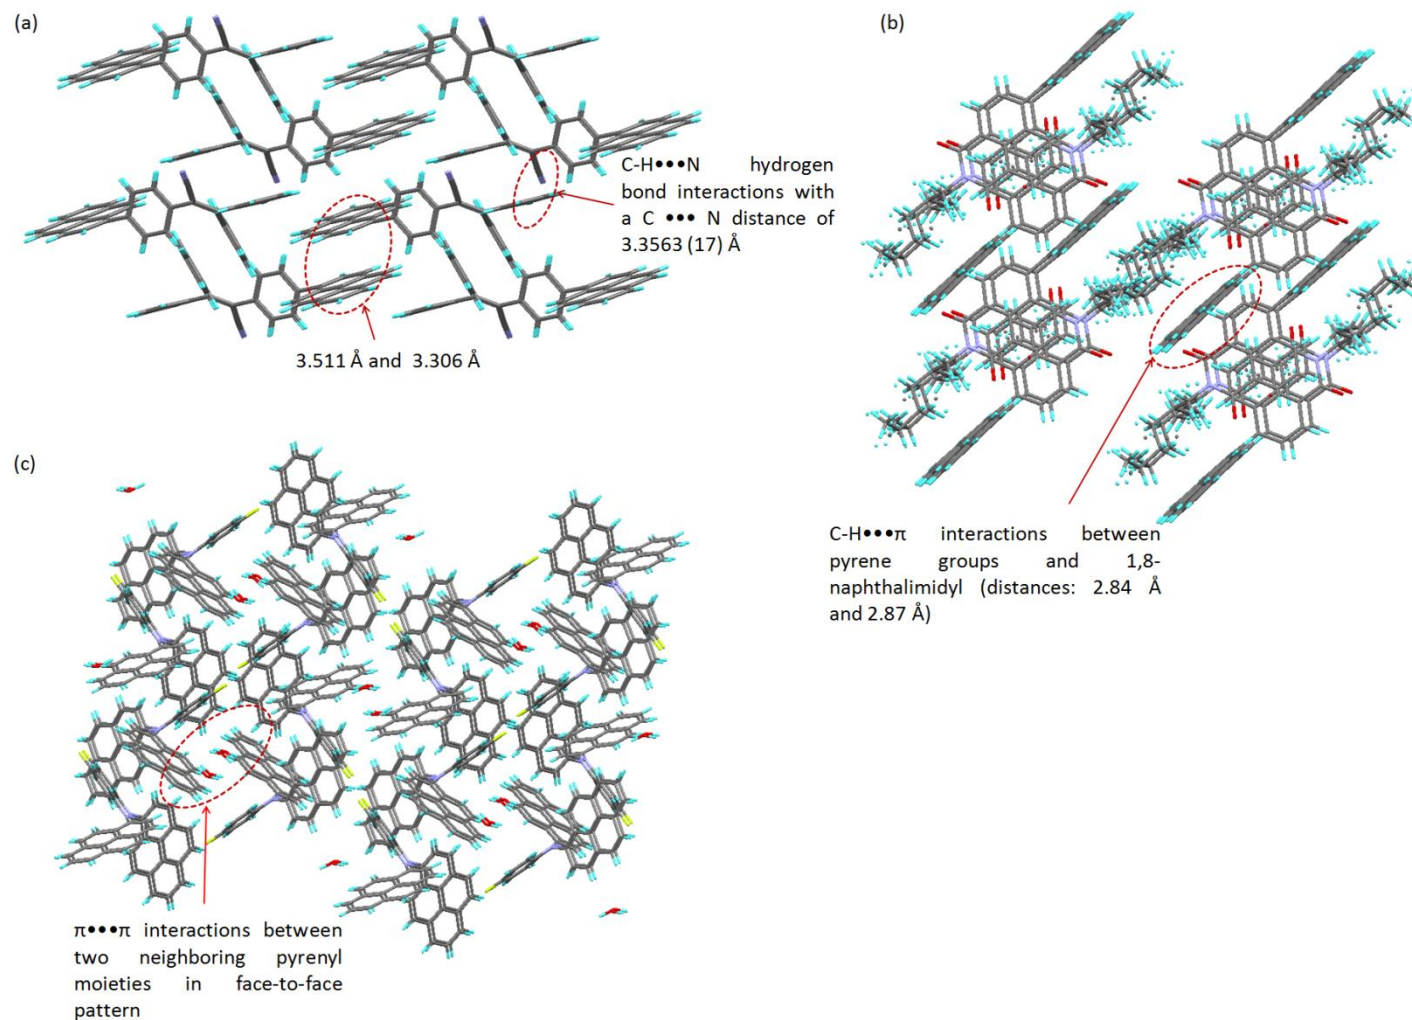 (a)
C-H●●●N hydrogen
bond interactions with
a C ●●● N distance of
3.3563 (17) Å
3.511 Å and 3.306 Å
(b)
C-H●●●π interactions between
pyrene groups and 1,8-
naphthalimidyl (distances: 2.84 Å
and 2.87 Å)
(c)
π●●●π interactions between
two neighboring pyrenyl
moieties in face-to-face
pattern